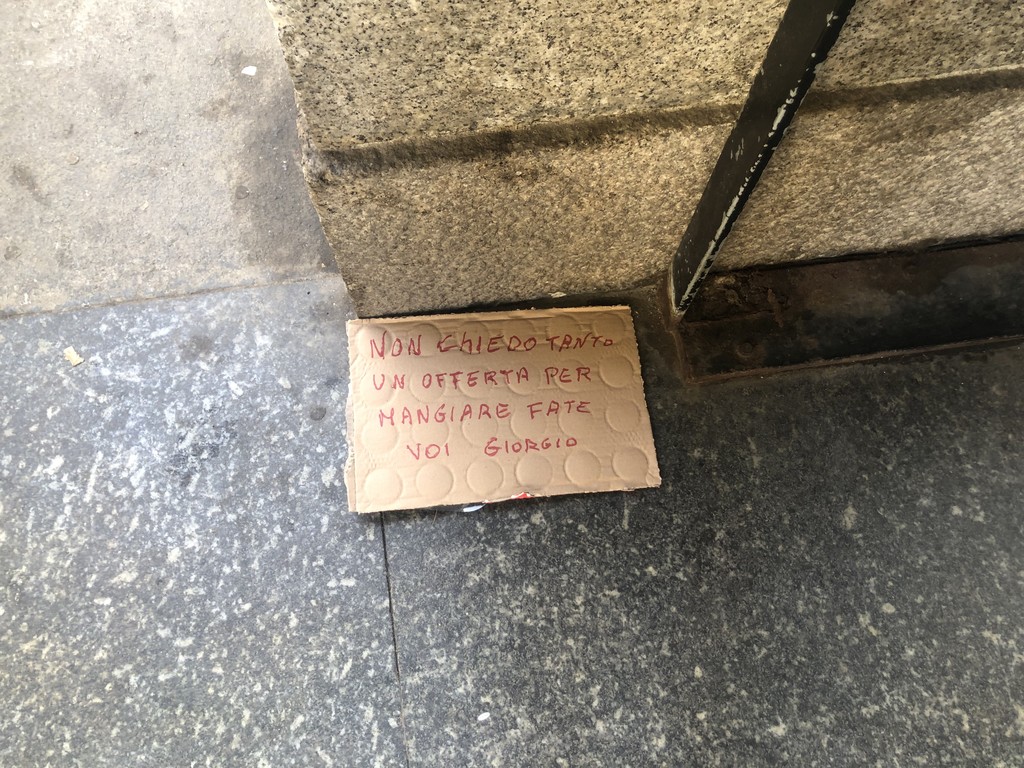 NON CHIEDO TANTO
UN OFFERTA PER
MANGIARE FATE
VOI GIORGIO